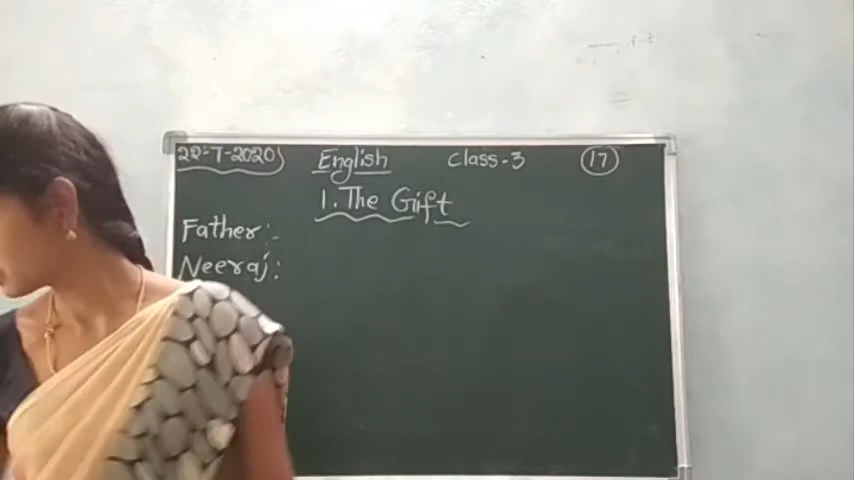 22-7-2020 English Class-3 17
1. The Gift
Father:-
Neeraj: